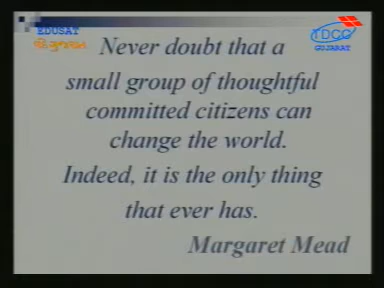 EDUSAT
TDCG
GUJARAT
Never doubt that a
small group of thoughtful
committed citizens can
change the world.
Indeed, it is the only thing
that ever has.
Margaret Mead